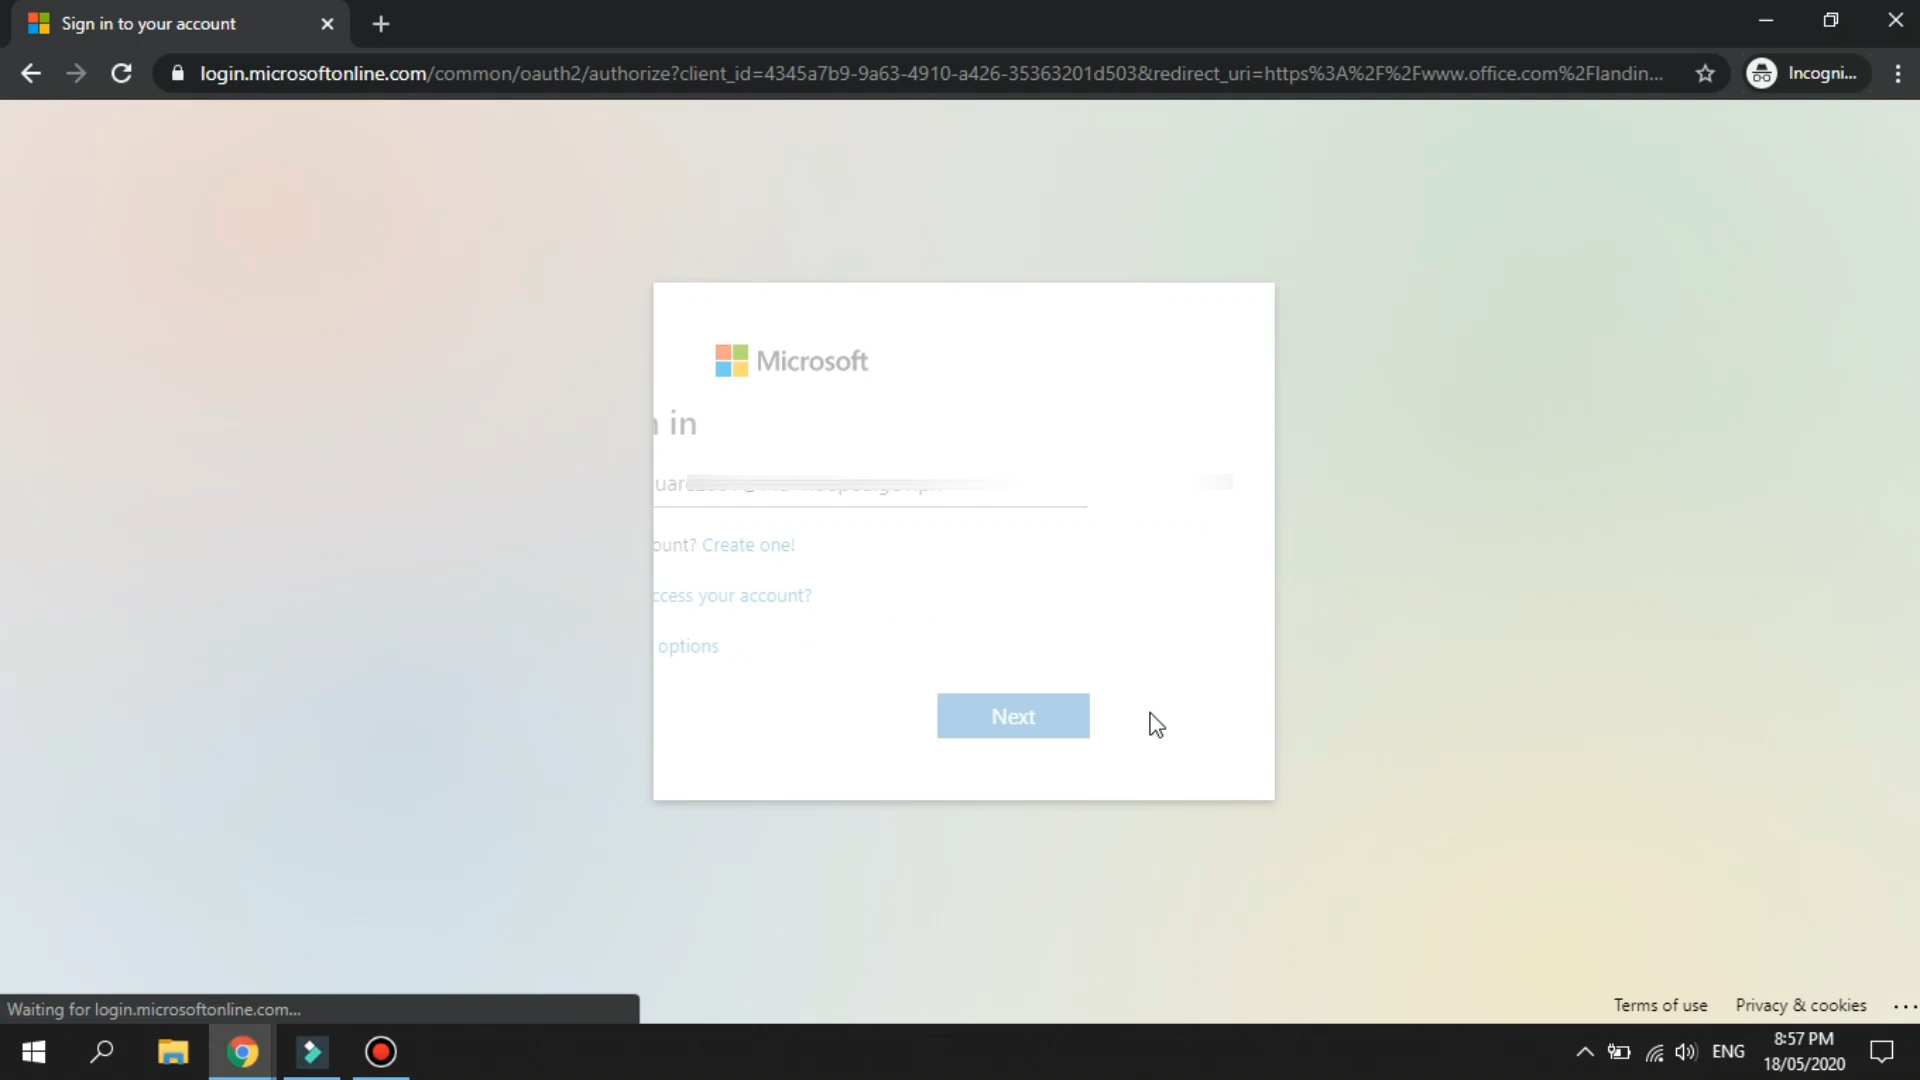 Sign in to your account
login.microsoftonline.com/common/oauth2/authorize?client_id=4345a7b9-9a63-4910-a426-35363201d503&redirect_uri=https%3A%2F%2Fwww.office.com%2Flandin...
Incogni...
Microsoft
in
ount? Create one!
ccess your account?
options
Next
Waiting for login.microsoftonline.com...
Terms of use
Privacy & cookies
...
ENG
8:57 PM
18/05/2020